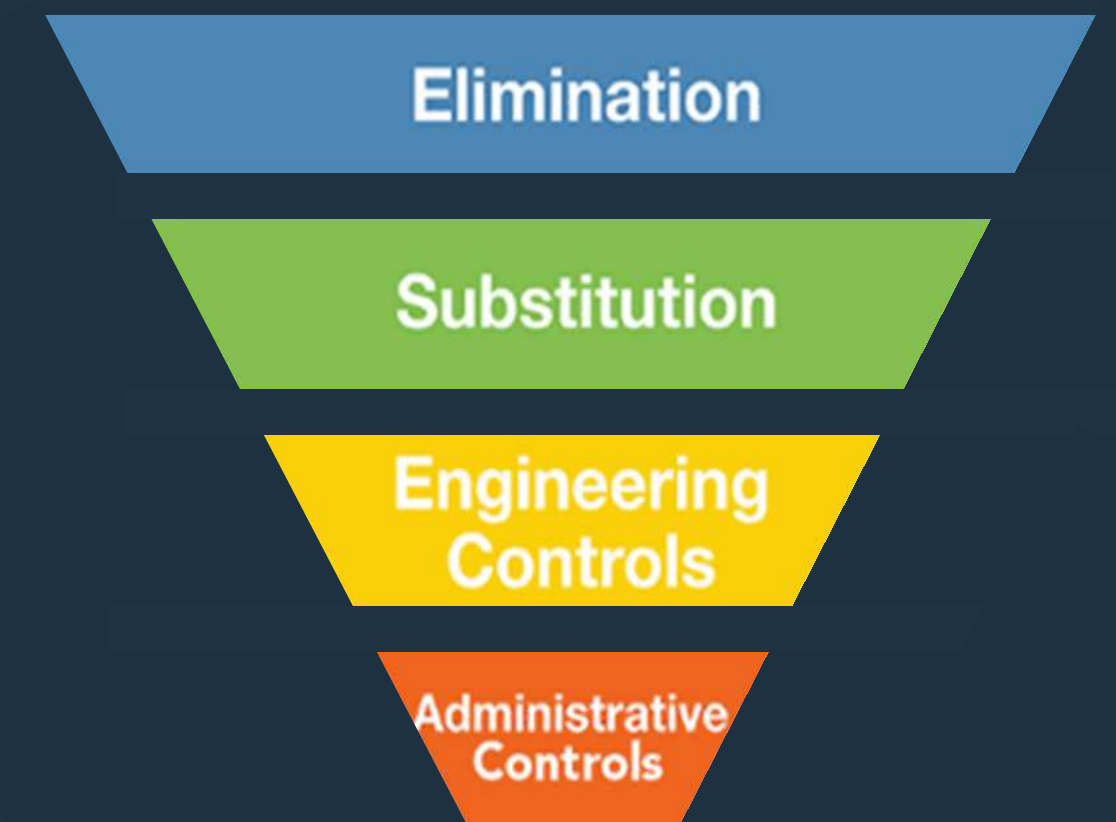 Elimination
Substitution
Engineering
Controls
Administrative
Controls